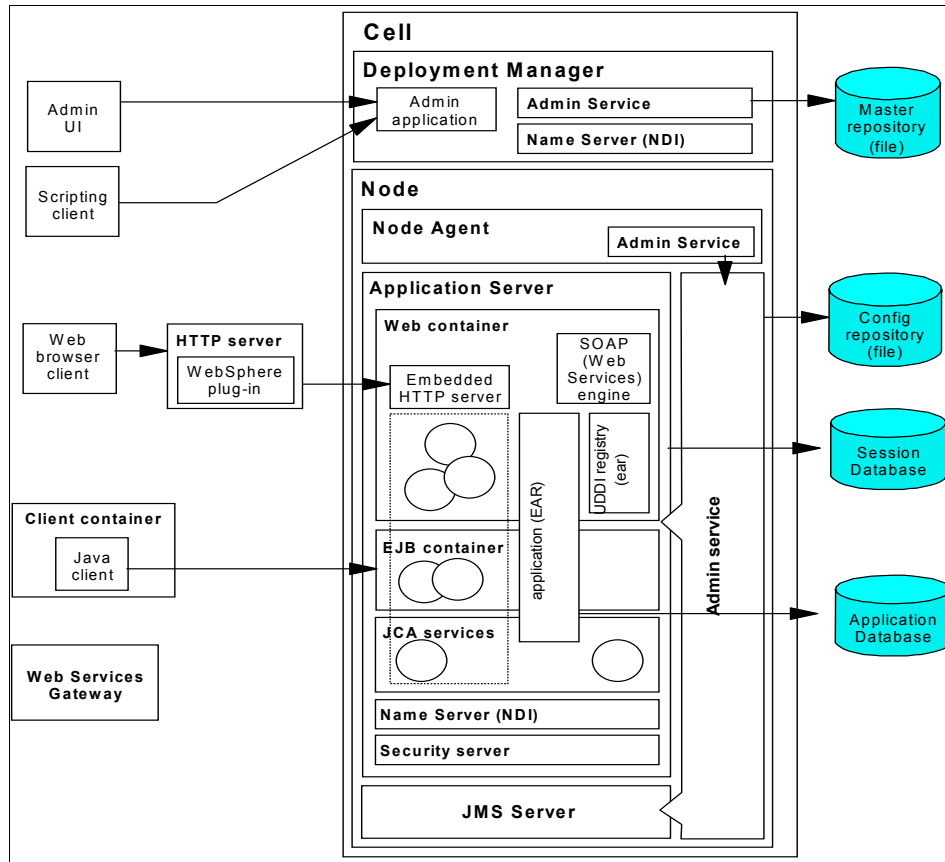 Cell
Deployment Manager
Admin
UI
Admin
application
Admin Service
Name Server (NDI)
Master
repository
(file)
Scripting
client
Node
Node Agent
Admin Service
Application Server
Web container
Web
browser
client
HTTP server
WebSphere
plug-in
Embedded
HTTP server
SOAP
(Web
Services)
engine
Config
repository
(file)
UDDI registry
(ear)
application (EAR)
Session
Database
Client container
Java
client
EJB container
Admin service
JCA services
Application
Database
Web Services
Gateway
Name Server (NDI)
Security server
JMS Server